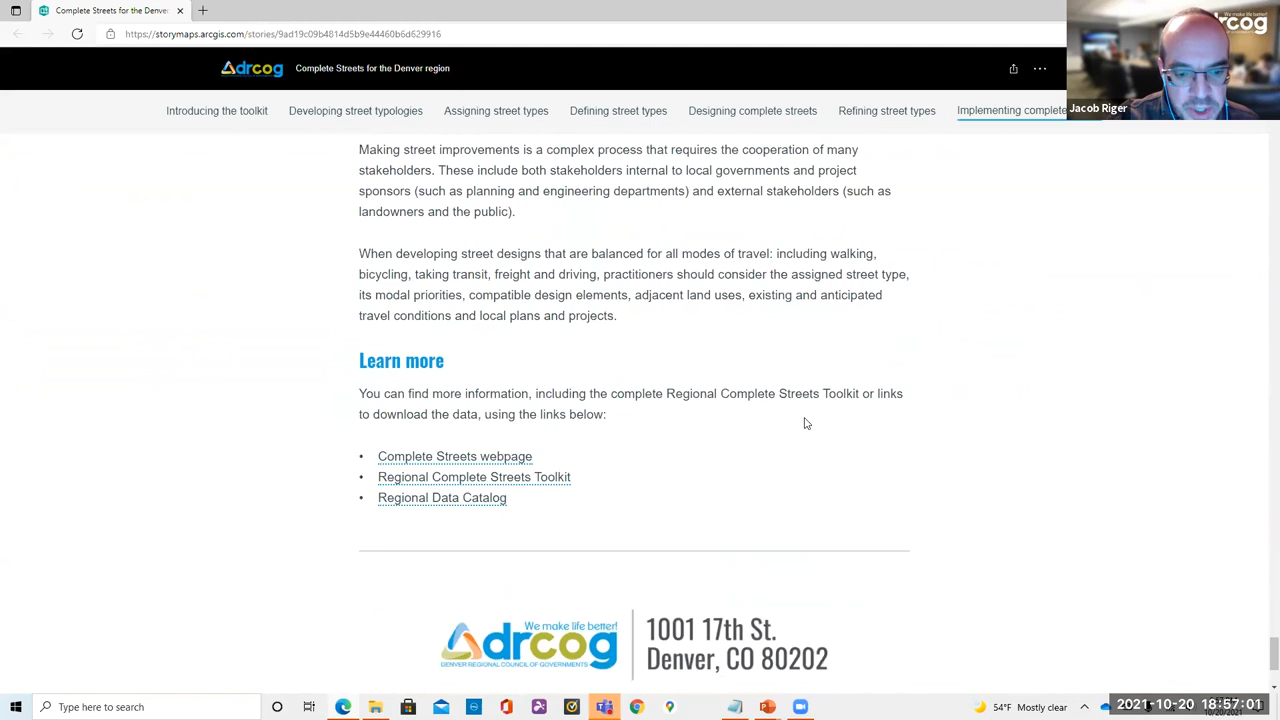 Complete Streets for the Denver
https://storymaps.arcgis.com/stories/9ad19c09b4814d5b9e44460b6d629916
We make life better!
rcog
drcog
Complete Streets for the Denver region
Jacob Riger
Introducing the toolkit
Developing street typologies
Assigning street types
Defining street types
Designing complete streets
Refining street types
Implementing complete
Making street improvements is a complex process that requires the cooperation of many
stakeholders. These include both stakeholders internal to local governments and project
sponsors (such as planning and engineering departments) and external stakeholders (such as
landowners and the public).
When developing street designs that are balanced for all modes of travel: including walking,
bicycling, taking transit, freight and driving, practitioners should consider the assigned street type,
its modal priorities, compatible design elements, adjacent land uses, existing and anticipated
travel conditions and local plans and projects.
Learn more
You can find more information, including the complete Regional Complete Streets Toolkit or links
to download the data, using the links below:
• Complete Streets webpage
• Regional Complete Streets Toolkit
• Regional Data Catalog
We make life better!
drcog
DENVER REGIONAL COUNCIL OF GOVERNMENTS
1001 17th St.
Denver, CO 80202
Type here to search
54°F Mostly clear
2021-10-20 18:57:01